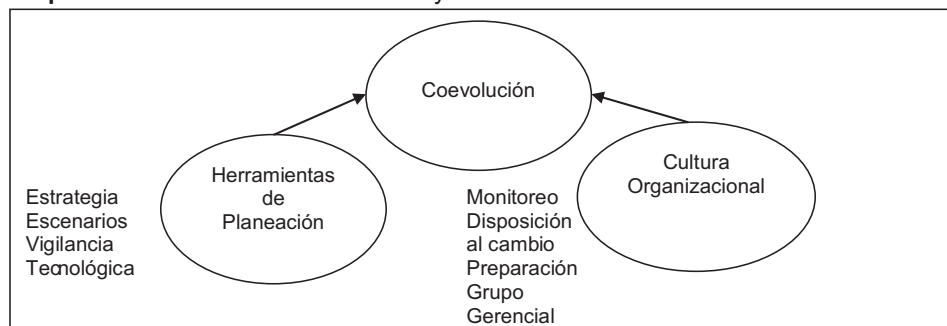 Coevolución
Herramientas
de
Planeación
Cultura
Organizacional
Estrategia
Escenarios
Vigilancia
Tecnológica
Monitoreo
Disposición
al cambio
Preparación
Grupo
Gerencial